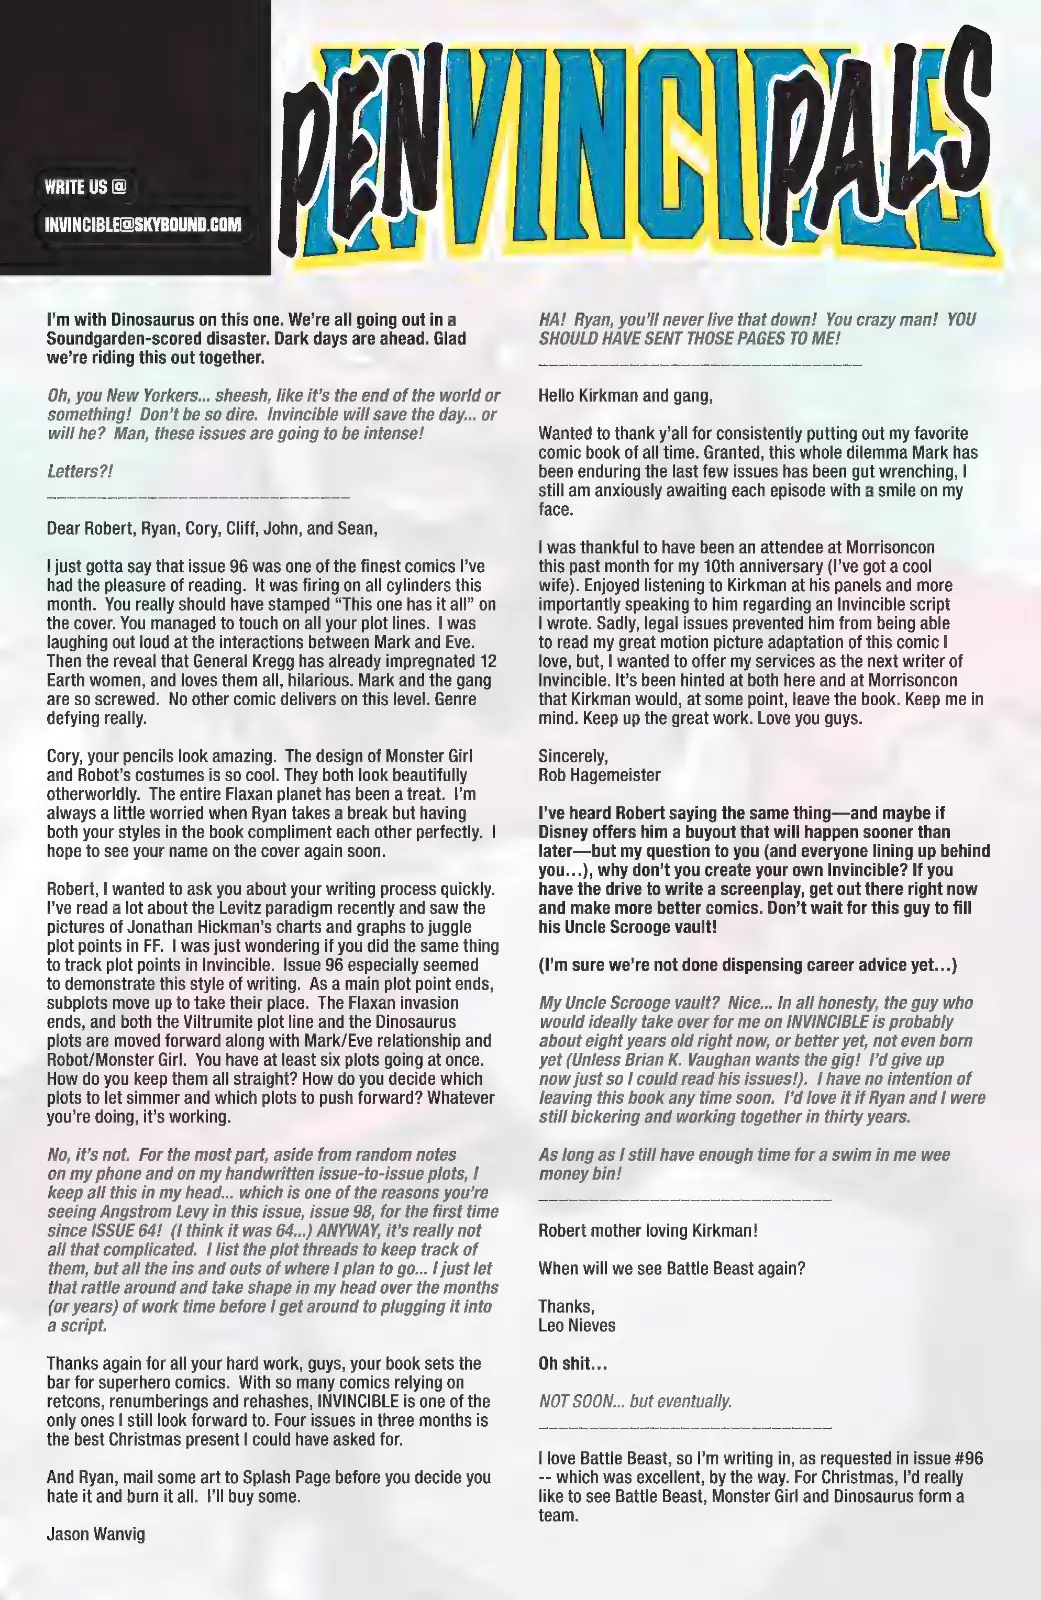 WRITE US @
INVINCIBLE@SKYBOUND.COM
INVINCIBLE
PEN PALS
I'm with Dinosaurus on this one. We're all going out in a
Soundgarden-scored disaster. Dark days are ahead. Glad
we're riding this out together.
Oh, you New Yorkers... sheesh, like it's the end of the world or
something!  Don't be so dire.  Invincible will save the day... or
will he?  Man, these issues are going to be intense!
Letters?!
Dear Robert, Ryan, Cory, Cliff, John, and Sean,
I just gotta say that issue 96 was one of the finest comics I've
had the pleasure of reading.  It was firing on all cylinders this
month.  You really should have stamped “This one has it all” on
the cover. You managed to touch on all your plot lines.  I was
laughing out loud at the interactions between Mark and Eve.
Then the reveal that General Kregg has already impregnated 12
Earth women, and loves them all, hilarious. Mark and the gang
are so screwed.  No other comic delivers on this level. Genre
defying really.
Cory, your pencils look amazing.  The design of Monster Girl
and Robot's costumes is so cool. They both look beautifully
otherworldly.  The entire Flaxan planet has been a treat.  I'm
always a little worried when Ryan takes a break but having
both your styles in the book compliment each other perfectly.  I
hope to see your name on the cover again soon.
Robert, I wanted to ask you about your writing process quickly.
I've read a lot about the Levitz paradigm recently and saw the
pictures of Jonathan Hickman's charts and graphs to juggle
plot points in FF.  I was just wondering if you did the same thing
to track plot points in Invincible.  Issue 96 especially seemed
to demonstrate this style of writing.  As a main plot point ends,
subplots move up to take their place.  The Flaxan invasion
ends, and both the Viltrumite plot line and the Dinosaurus
plots are moved forward along with Mark/Eve relationship and
Robot/Monster Girl.  You have at least six plots going at once.
How do you keep them all straight? How do you decide which
plots to let simmer and which plots to push forward? Whatever
you're doing, it's working.
No, it's not.  For the most part, aside from random notes
on my phone and on my handwritten issue-to-issue plots, I
keep all this in my head... which is one of the reasons you're
seeing Angstrom Levy in this issue, issue 98, for the first time
since ISSUE 64!  (I think it was 64...) ANYWAY, it's really not
all that complicated.  I list the plot threads to keep track of
them, but all the ins and outs of where I plan to go... I just let
that rattle around and take shape in my head over the months
(or years) of work time before I get around to plugging it into
a script.
Thanks again for all your hard work, guys, your book sets the
bar for superhero comics.  With so many comics relying on
retcons, renumberings and rehashes, INVINCIBLE is one of the
only ones I still look forward to. Four issues in three months is
the best Christmas present I could have asked for.
And Ryan, mail some art to Splash Page before you decide you
hate it and burn it all.  I'll buy some.
Jason Wanvig
HA!  Ryan, you'll never live that down!  You crazy man!  YOU
SHOULD HAVE SENT THOSE PAGES TO ME!
Hello Kirkman and gang,
Wanted to thank y'all for consistently putting out my favorite
comic book of all time. Granted, this whole dilemma Mark has
been enduring the last few issues has been gut wrenching, I
still am anxiously awaiting each episode with a smile on my
face.
I was thankful to have been an attendee at Morrisoncon
this past month for my 10th anniversary (I've got a cool
wife). Enjoyed listening to Kirkman at his panels and more
importantly speaking to him regarding an Invincible script
I wrote. Sadly, legal issues prevented him from being able
to read my great motion picture adaptation of this comic I
love, but, I wanted to offer my services as the next writer of
Invincible. It's been hinted at both here and at Morrisoncon
that Kirkman would, at some point, leave the book. Keep me in
mind. Keep up the great work. Love you guys.
Sincerely,
Rob Hagemeister
I've heard Robert saying the same thing—and maybe if
Disney offers him a buyout that will happen sooner than
later—but my question to you (and everyone lining up behind
you...), why don't you create your own Invincible? If you
have the drive to write a screenplay, get out there right now
and make more better comics. Don't wait for this guy to fill
his Uncle Scrooge vault!
(I'm sure we're not done dispensing career advice yet...)
My Uncle Scrooge vault?  Nice... In all honesty, the guy who
would ideally take over for me on INVINCIBLE is probably
about eight years old right now, or better yet, not even born
yet (Unless Brian K. Vaughan wants the gig!  I'd give up
now just so I could read his issues!).  I have no intention of
leaving this book any time soon.  I'd love it if Ryan and I were
still bickering and working together in thirty years.
As long as I still have enough time for a swim in me wee
money bin!
Robert mother loving Kirkman!
When will we see Battle Beast again?
Thanks,
Leo Nieves
Oh shit...
NOT SOON... but eventually.
I love Battle Beast, so I'm writing in, as requested in issue #96
-- which was excellent, by the way. For Christmas, I'd really
like to see Battle Beast, Monster Girl and Dinosaurus form a
team.